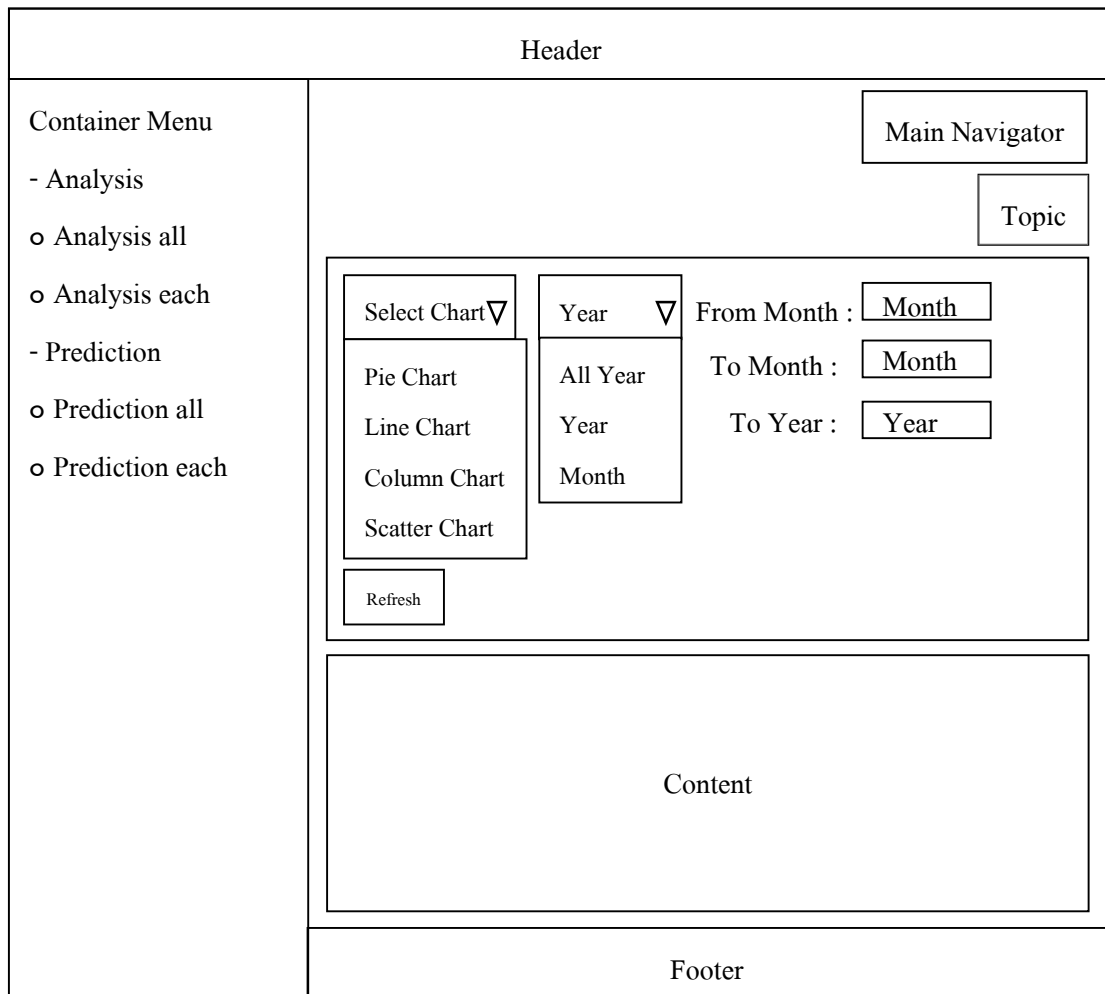 Header
Container Menu
- Analysis
o Analysis all
o Analysis each
- Prediction
o Prediction all
o Prediction each
Main Navigator
Topic
Select Chart
Pie Chart
Line Chart
Column Chart
Scatter Chart
Year
All Year
Year
Month
From Month : Month
To Month : Month
To Year : Year
Refresh
Content
Footer